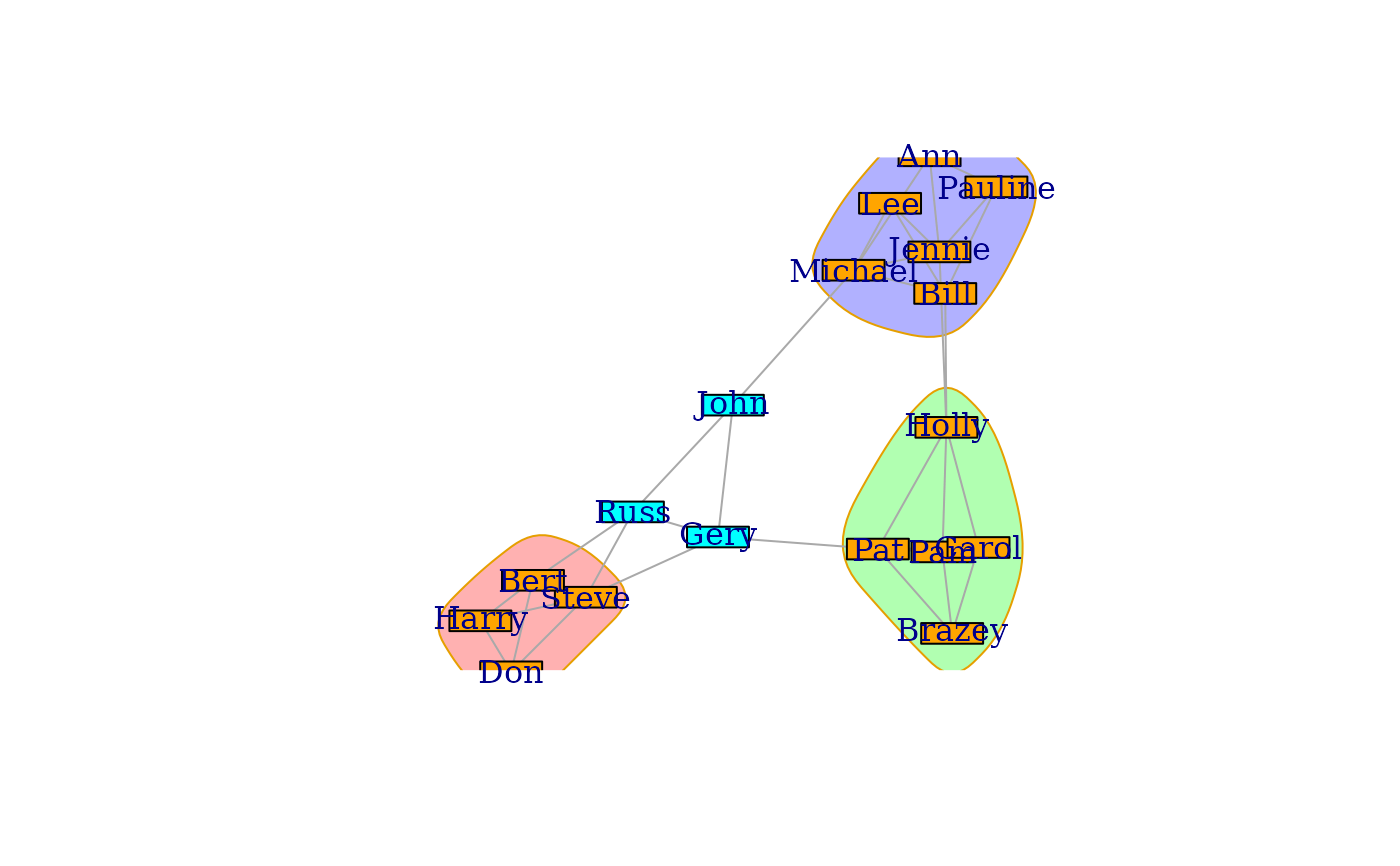 Ann
Pauline
Lee
Jennie
Michael
Bill
John
Holly
Russ
Gery
Pat
Pam
Carol
Bert
Steve
Harry
Brazey
Don